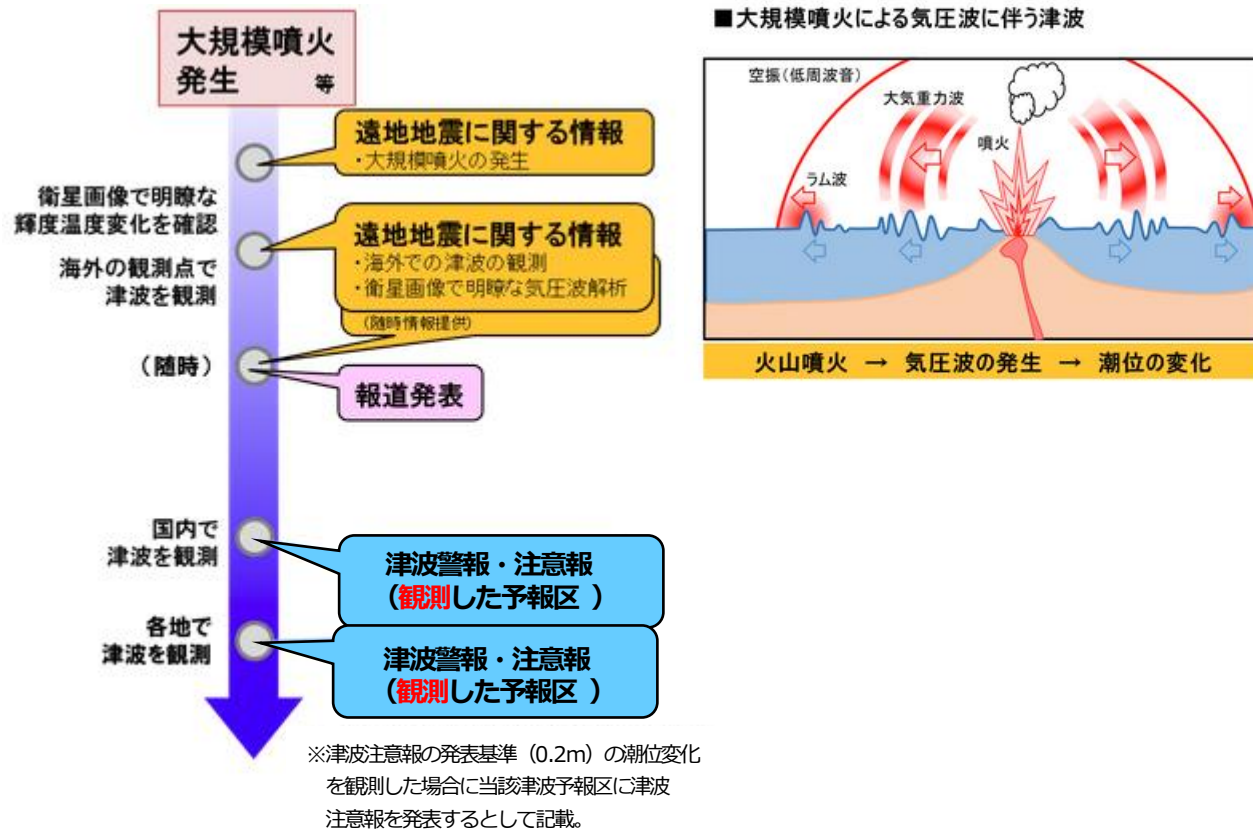 大規模噴火
発生 等
遠地地震に関する情報
・大規模噴火の発生
衛星画像で明瞭な
輝度温度変化を確認
遠地地震に関する情報
・海外での津波の観測
・衛星画像で明瞭な気圧波解析
(随時情報提供)
海外の観測点で
津波を観測
(随時)
報道発表
国内で
津波を観測
津波警報・注意報
(観測した予報区 )
各地で
津波を観測
津波警報・注意報
(観測した予報区 )
※津波注意報の発表基準（0.2m）の潮位変化
を観測した場合に当該津波予報区に津波
注意報を発表するとして記載。
■大規模噴火による気圧波に伴う津波
空振(低周波音)
大気重力波
噴火
ラム波
火山噴火 → 気圧波の発生 → 潮位の変化